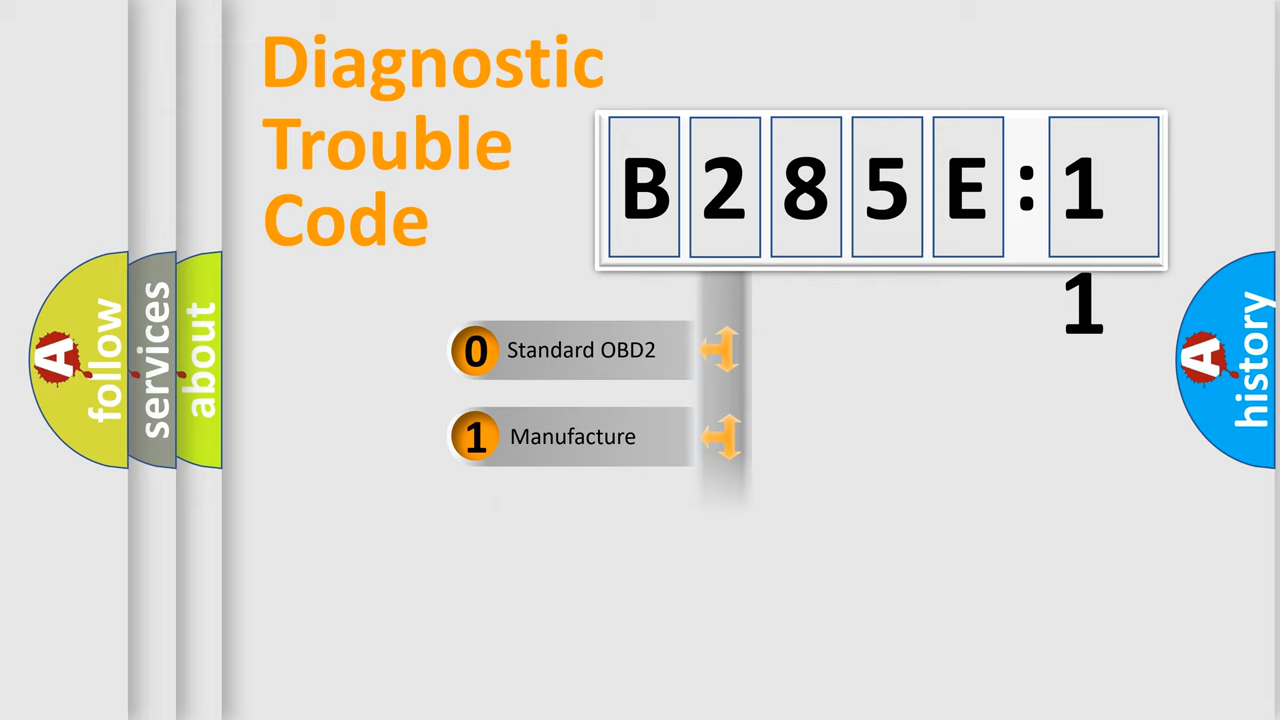 Diagnostic
Trouble
Code
B 2 8 5 E : 1
1
0 Standard OBD2
1 Manufacture
A follow
services
about
A history